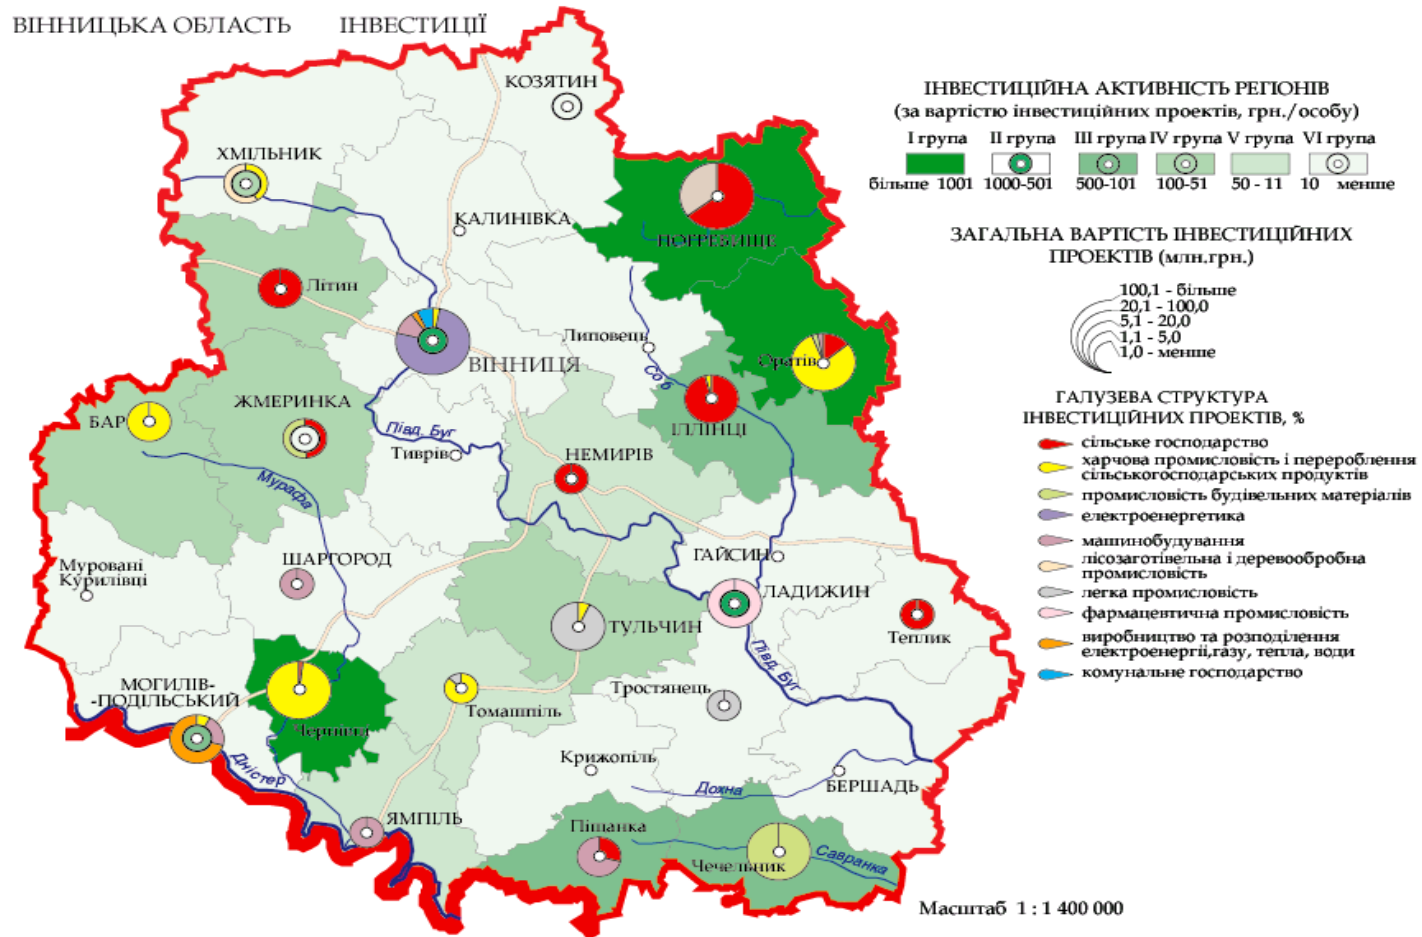 ВІННИЦЬКА ОБЛАСТЬ ІНВЕСТИЦІЇ
КОЗЯТИН
ХМІЛЬНИК
КАЛИНІВКА
ПОГРЕБИЩЕ
Літин
Липовець
Оратів
ВІННИЦЯ
Соб
БАР
ЖМЕРИНКА
Півд. Буг
Тиврів
ІЛЛІНЦІ
НЕМИРІВ
Мурафа
Муровані
Курилівці
ШАРГОРОД
ГАЙСИН
ЛАДИЖИН
ТУЛЬЧИН
Теплик
Півд. Буг
МОГИЛІВ-
-ПОДІЛЬСЬКИЙ
Чернівці
Томашпіль
Тростянець
Дністер
Крижопіль
Дохна
БЕРШАДЬ
ЯМПІЛЬ
Піщанка
Чечельник
Савранка
ІНВЕСТИЦІЙНА АКТИВНІСТЬ РЕГІОНІВ
(за вартістю інвестиційних проектів, грн./особу)
І група ІІ група ІІІ група IV група V група VI група
більше 1001 1000-501 500-101 100-51 50 - 11 10 менше
ЗАГАЛЬНА ВАРТІСТЬ ІНВЕСТИЦІЙНИХ
ПРОЕКТІВ (млн.грн.)
100,1 - більше
20,1 - 100,0
5,1 - 20,0
1,1 - 5,0
1,0 - менше
ГАЛУЗЕВА СТРУКТУРА
ІНВЕСТИЦІЙНИХ ПРОЕКТІВ, %
сільське господарство
харчова промисловість і перероблення
сільськогосподарських продуктів
промисловість будівельних матеріалів
електроенергетика
машинобудування
лісозаготівельна і деревообробна
промисловість
легка промисловість
фармацевтична промисловість
виробництво та розподілення
електроенергії,газу, тепла, води
комунальне господарство
Масштаб 1 : 1 400 000